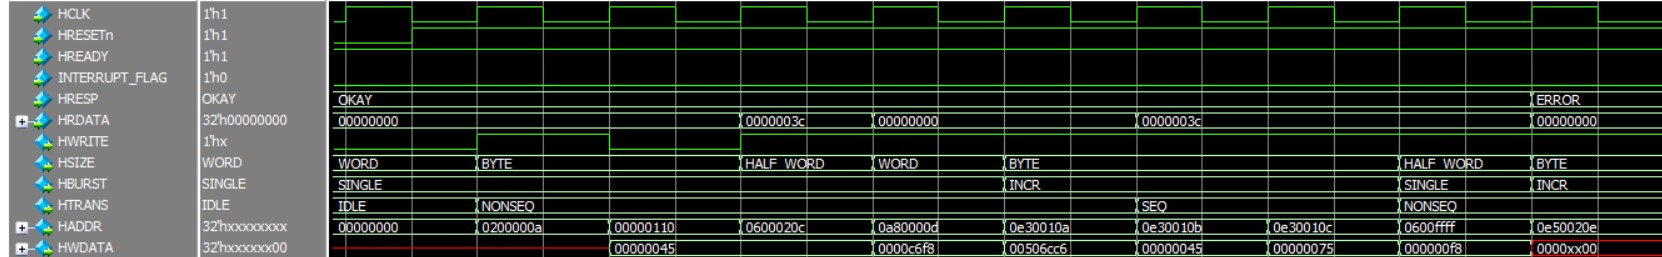 HCLK 1'h1
HRESETn 1'h1
HREADY 1'h1
INTERRUPT_FLAG 1'h0
HRESP OKAY OKAY ERROR
HRDATA 32'h00000000 00000000 0000003c 00000000 0000003c 00000000
HWRITE 1'hx
HSIZE WORD WORD BYTE HALF_WORD WORD BYTE HALF_WORD BYTE
HBURST SINGLE SINGLE INCR SINGLE INCR
HTRANS IDLE IDLE NONSEQ SEQ NONSEQ
HADDR 32'hxxxxxxxx 00000000 0200000a 00000110 0600020c 0a80000d 0e30010a 0e30010b 0e30010c 0600ffff 0e50020e
HWDATA 32'hxxxxxx00 00000045 0000c6f8 00506cc6 00000045 00000075 000000f8 0000xx00